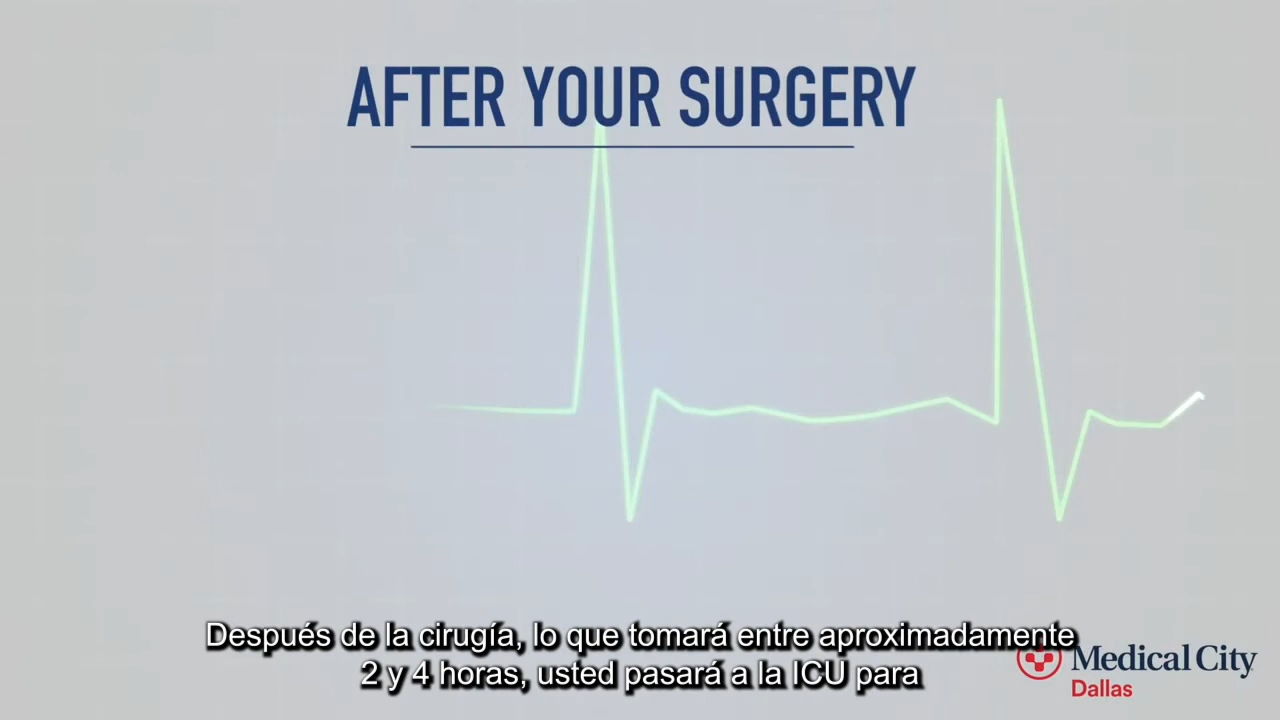 AFTER YOUR SURGERY
Después de la cirugía, lo que tomará entre aproximadamente
2 y 4 horas, usted pasará a la ICU para
Medical City
Dallas